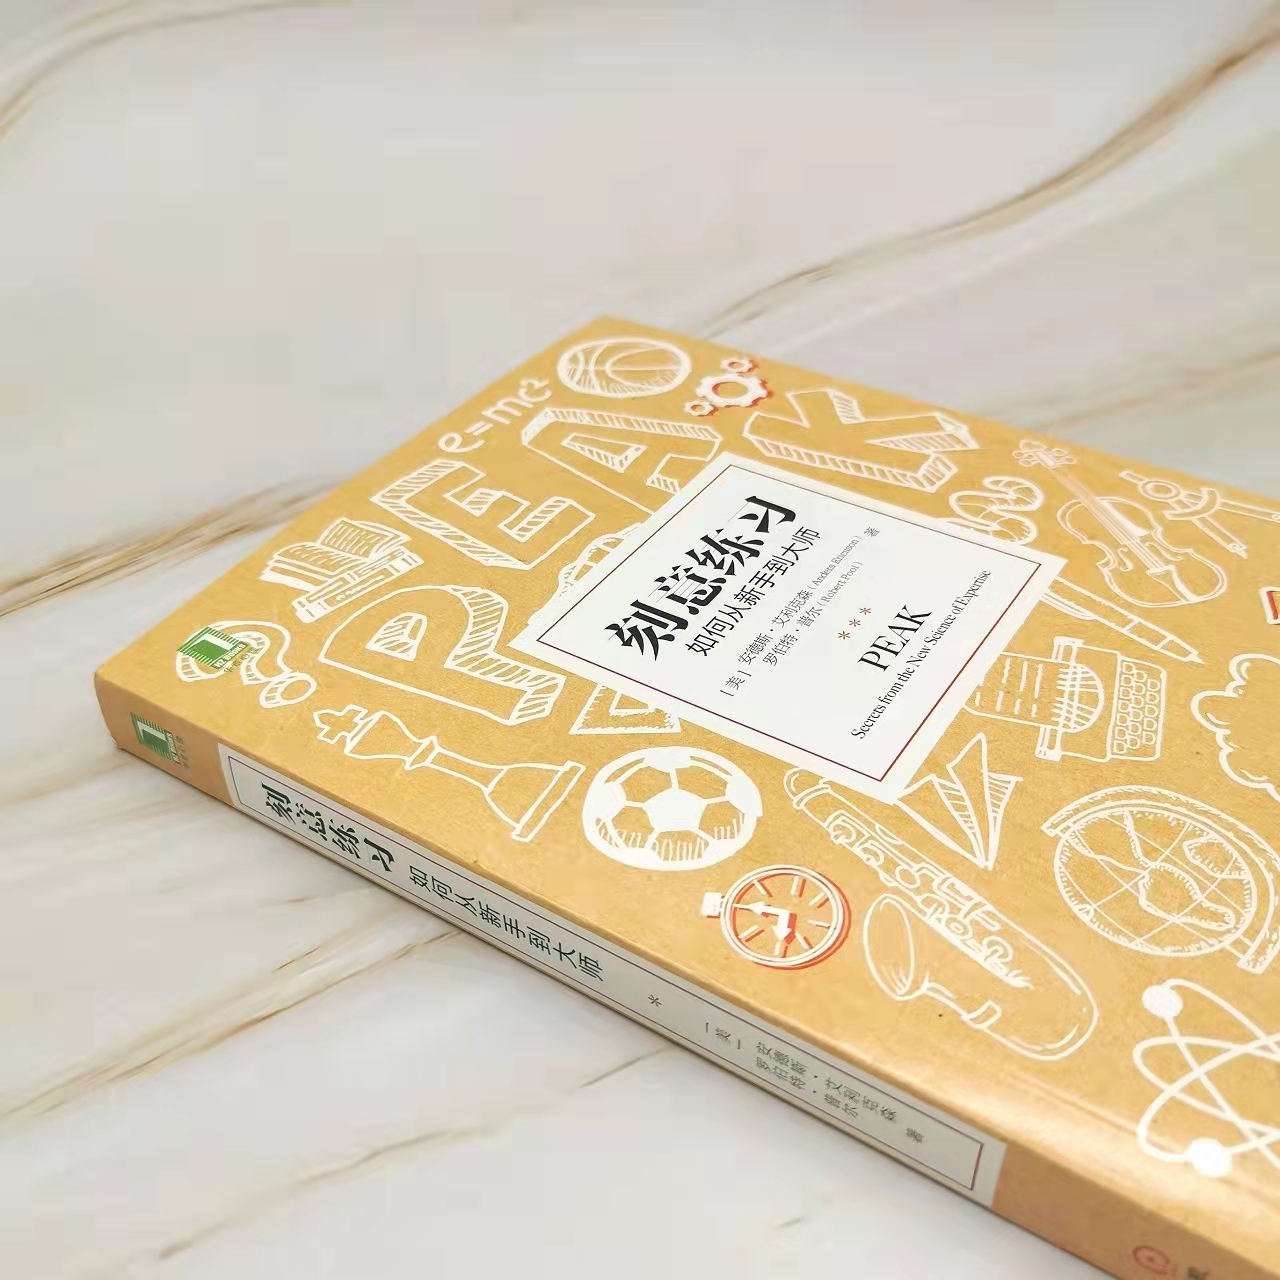 e=mc²
PEAK
刻意练习
如何从新手到大师
[美] 安德斯·艾利克森（Anders Ericsson） 著
罗伯特·普尔（Robert Pool）
***
PEAK
Secrets from the New Science of Expertise
HZ BOOKS
刻意练习 如何从新手到大师 * [美] 安德斯·艾利克森 著
罗伯特·普尔